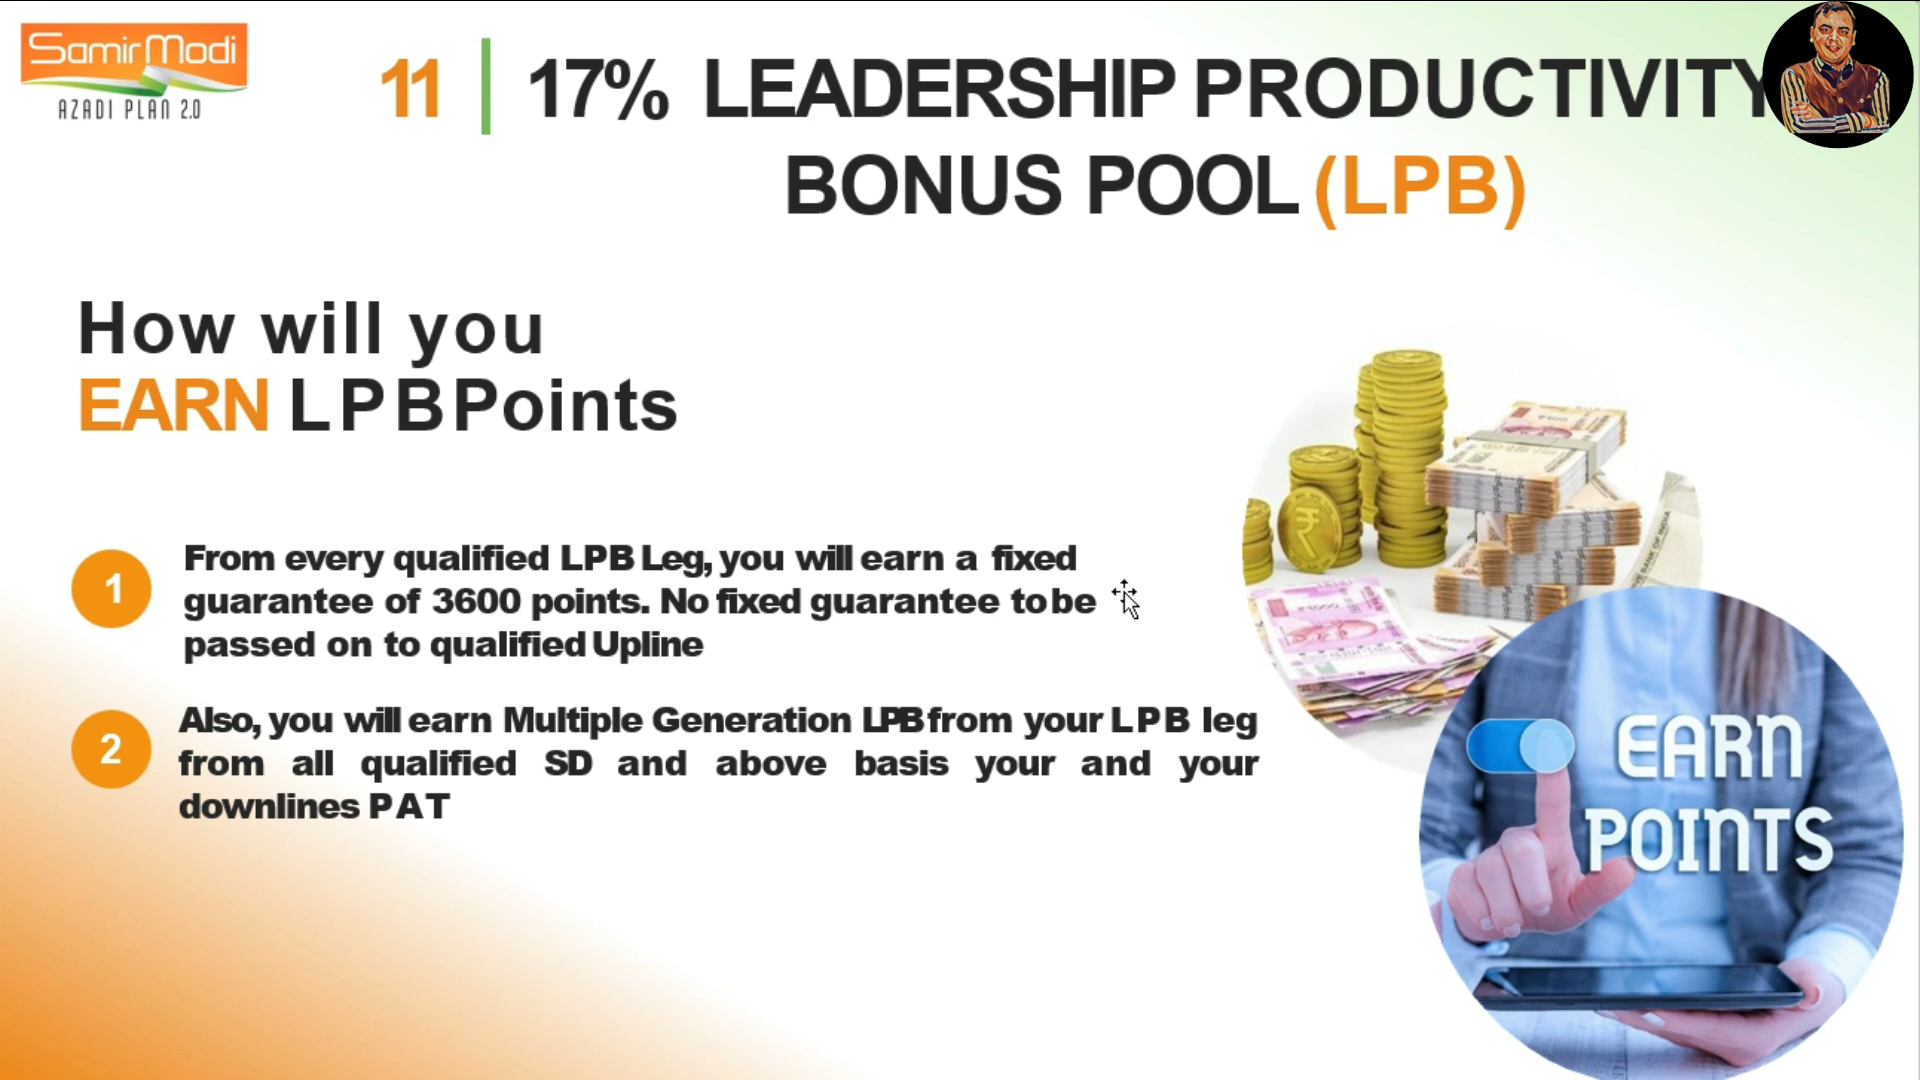 Samir Modi
AZADI PLAN 2.0
11 | 17% LEADERSHIP PRODUCTIVITY
BONUS POOL (LPB)
How will you
EARN LPB Points
1
From every qualified LPB Leg, you will earn a fixed
guarantee of 3600 points. No fixed guarantee to be
passed on to qualified Upline
2
Also, you will earn Multiple Generation LPB from your LPB leg
from all qualified SD and above basis your and your
downlines PAT
EARN
POINTS